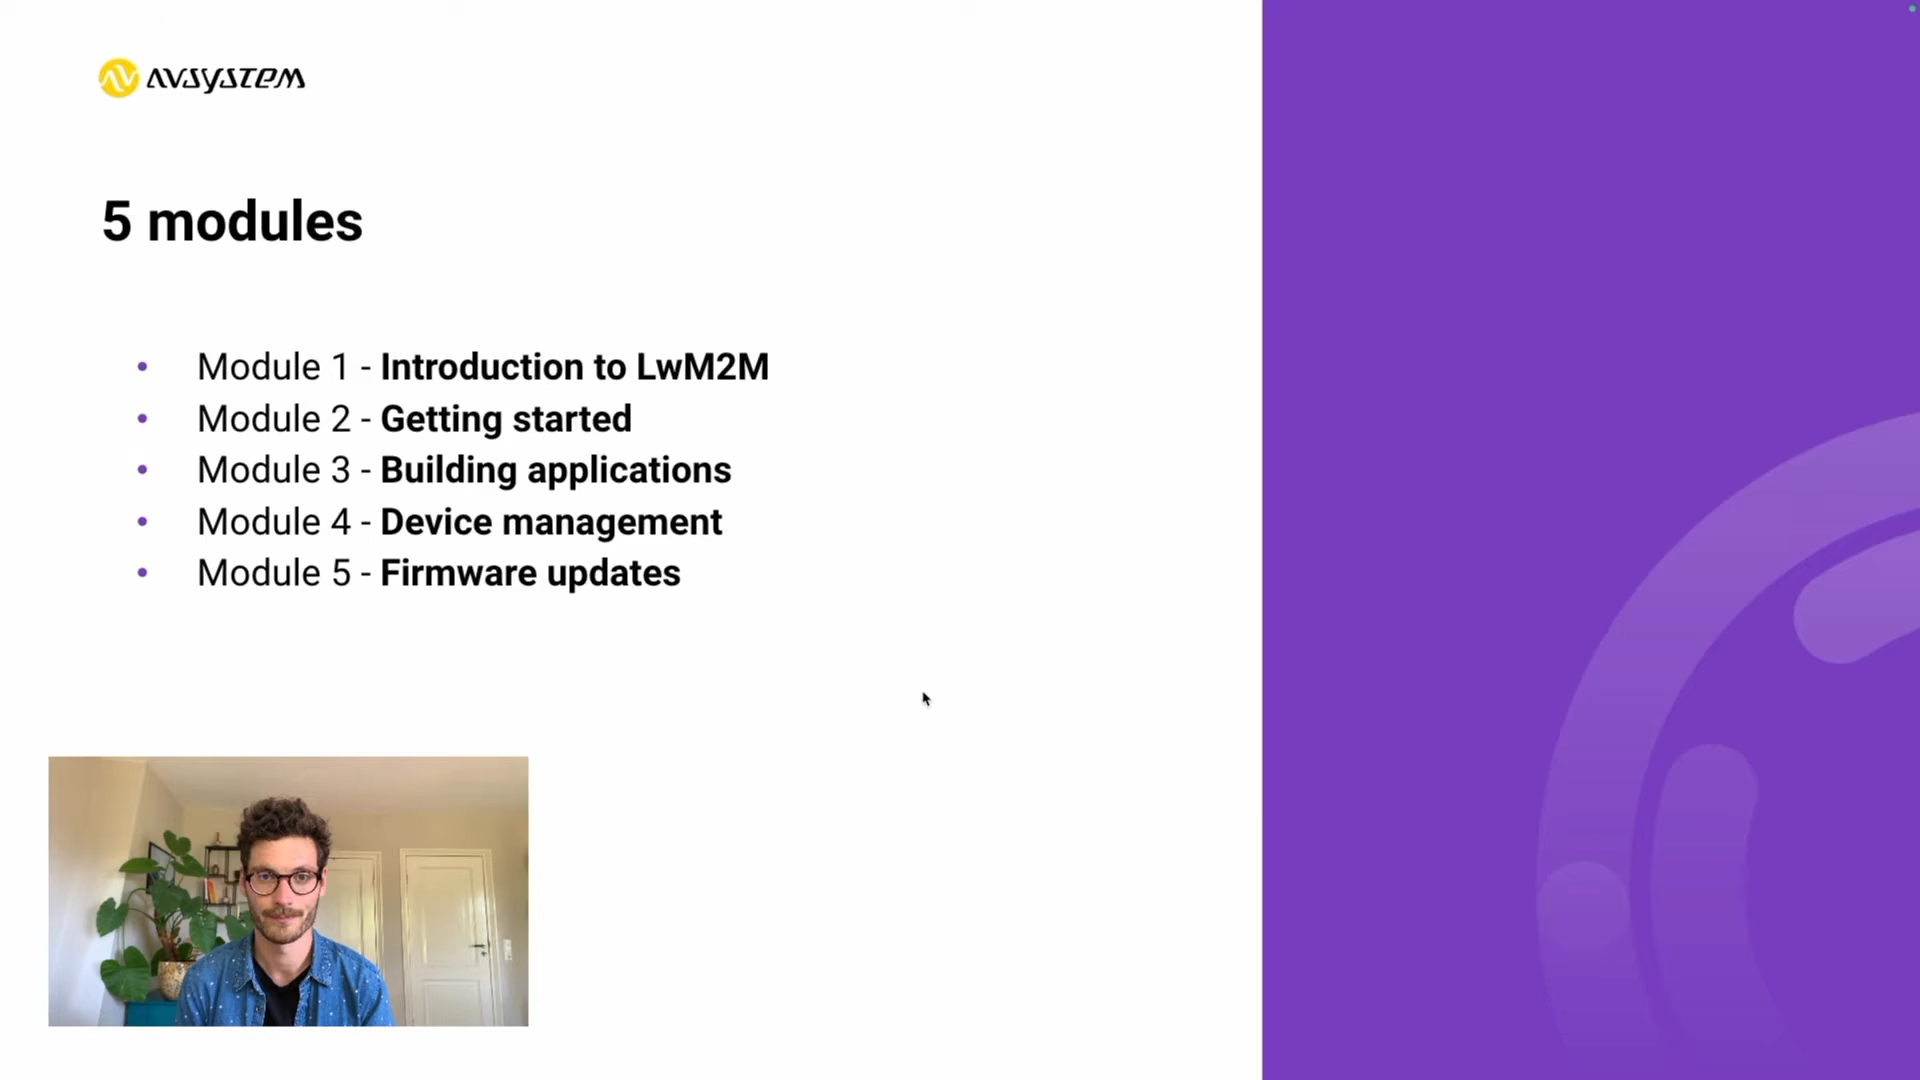 AVSYSTEM
5 modules
• Module 1 - Introduction to LwM2M
• Module 2 - Getting started
• Module 3 - Building applications
• Module 4 - Device management
• Module 5 - Firmware updates